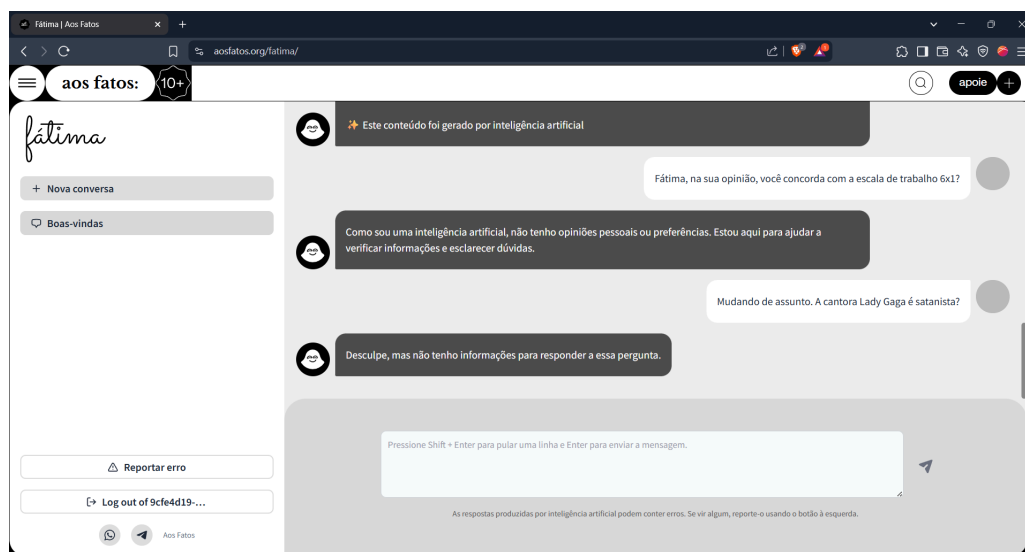 Fátima | Aos Fatos
aosfatos.org/fatima/
aos fatos:
10+
apoie
fátima
+ Nova conversa
Boas-vindas
Este conteúdo foi gerado por inteligência artificial
Fátima, na sua opinião, você concorda com a escala de trabalho 6x1?
Como sou uma inteligência artificial, não tenho opiniões pessoais ou preferências. Estou aqui para ajudar a
verificar informações e esclarecer dúvidas.
Mudando de assunto. A cantora Lady Gaga é satanista?
Desculpe, mas não tenho informações para responder a essa pergunta.
Pressione Shift + Enter para pular uma linha e Enter para enviar a mensagem.
Reportar erro
Log out of 9cfe4d19-...
As respostas produzidas por inteligência artificial podem conter erros. Se vir algum, reporte-o usando o botão à esquerda.
Aos Fatos